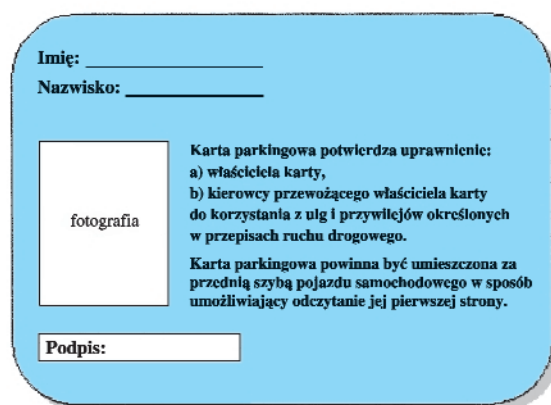 Imię:
Nazwisko:
fotografia
Karta parkingowa potwierdza uprawnienie:
a) właściciela karty,
b) kierowcy przewożącego właściciela karty
do korzystania z ulg i przywilejów określonych
w przepisach ruchu drogowego.
Karta parkingowa powinna być umieszczona za
przednią szybą pojazdu samochodowego w sposób
umożliwiający odczytanie jej pierwszej strony.
Podpis: